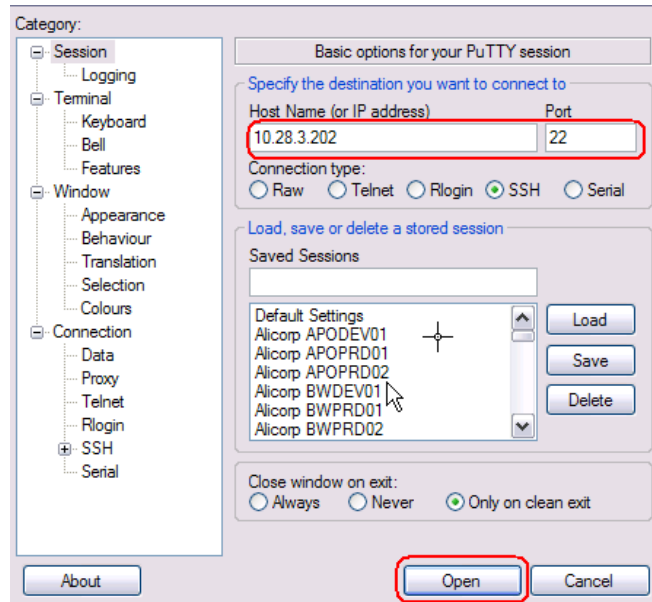 Category:
Session
Logging
Terminal
Keyboard
Bell
Features
Window
Appearance
Behaviour
Translation
Selection
Colours
Connection
Data
Proxy
Telnet
Rlogin
SSH
Serial
Basic options for your PuTTY session
Specify the destination you want to connect to
Host Name (or IP address) Port
10.28.3.202 22
Connection type:
Raw Telnet Rlogin SSH Serial
Load, save or delete a stored session
Saved Sessions
Default Settings
Alicorp APODEV01
Alicorp APOPRD01
Alicorp APOPRD02
Alicorp BWDEV01
Alicorp BWPRD01
Alicorp BWPRD02
Load
Save
Delete
Close window on exit:
Always Never Only on clean exit
About Open Cancel